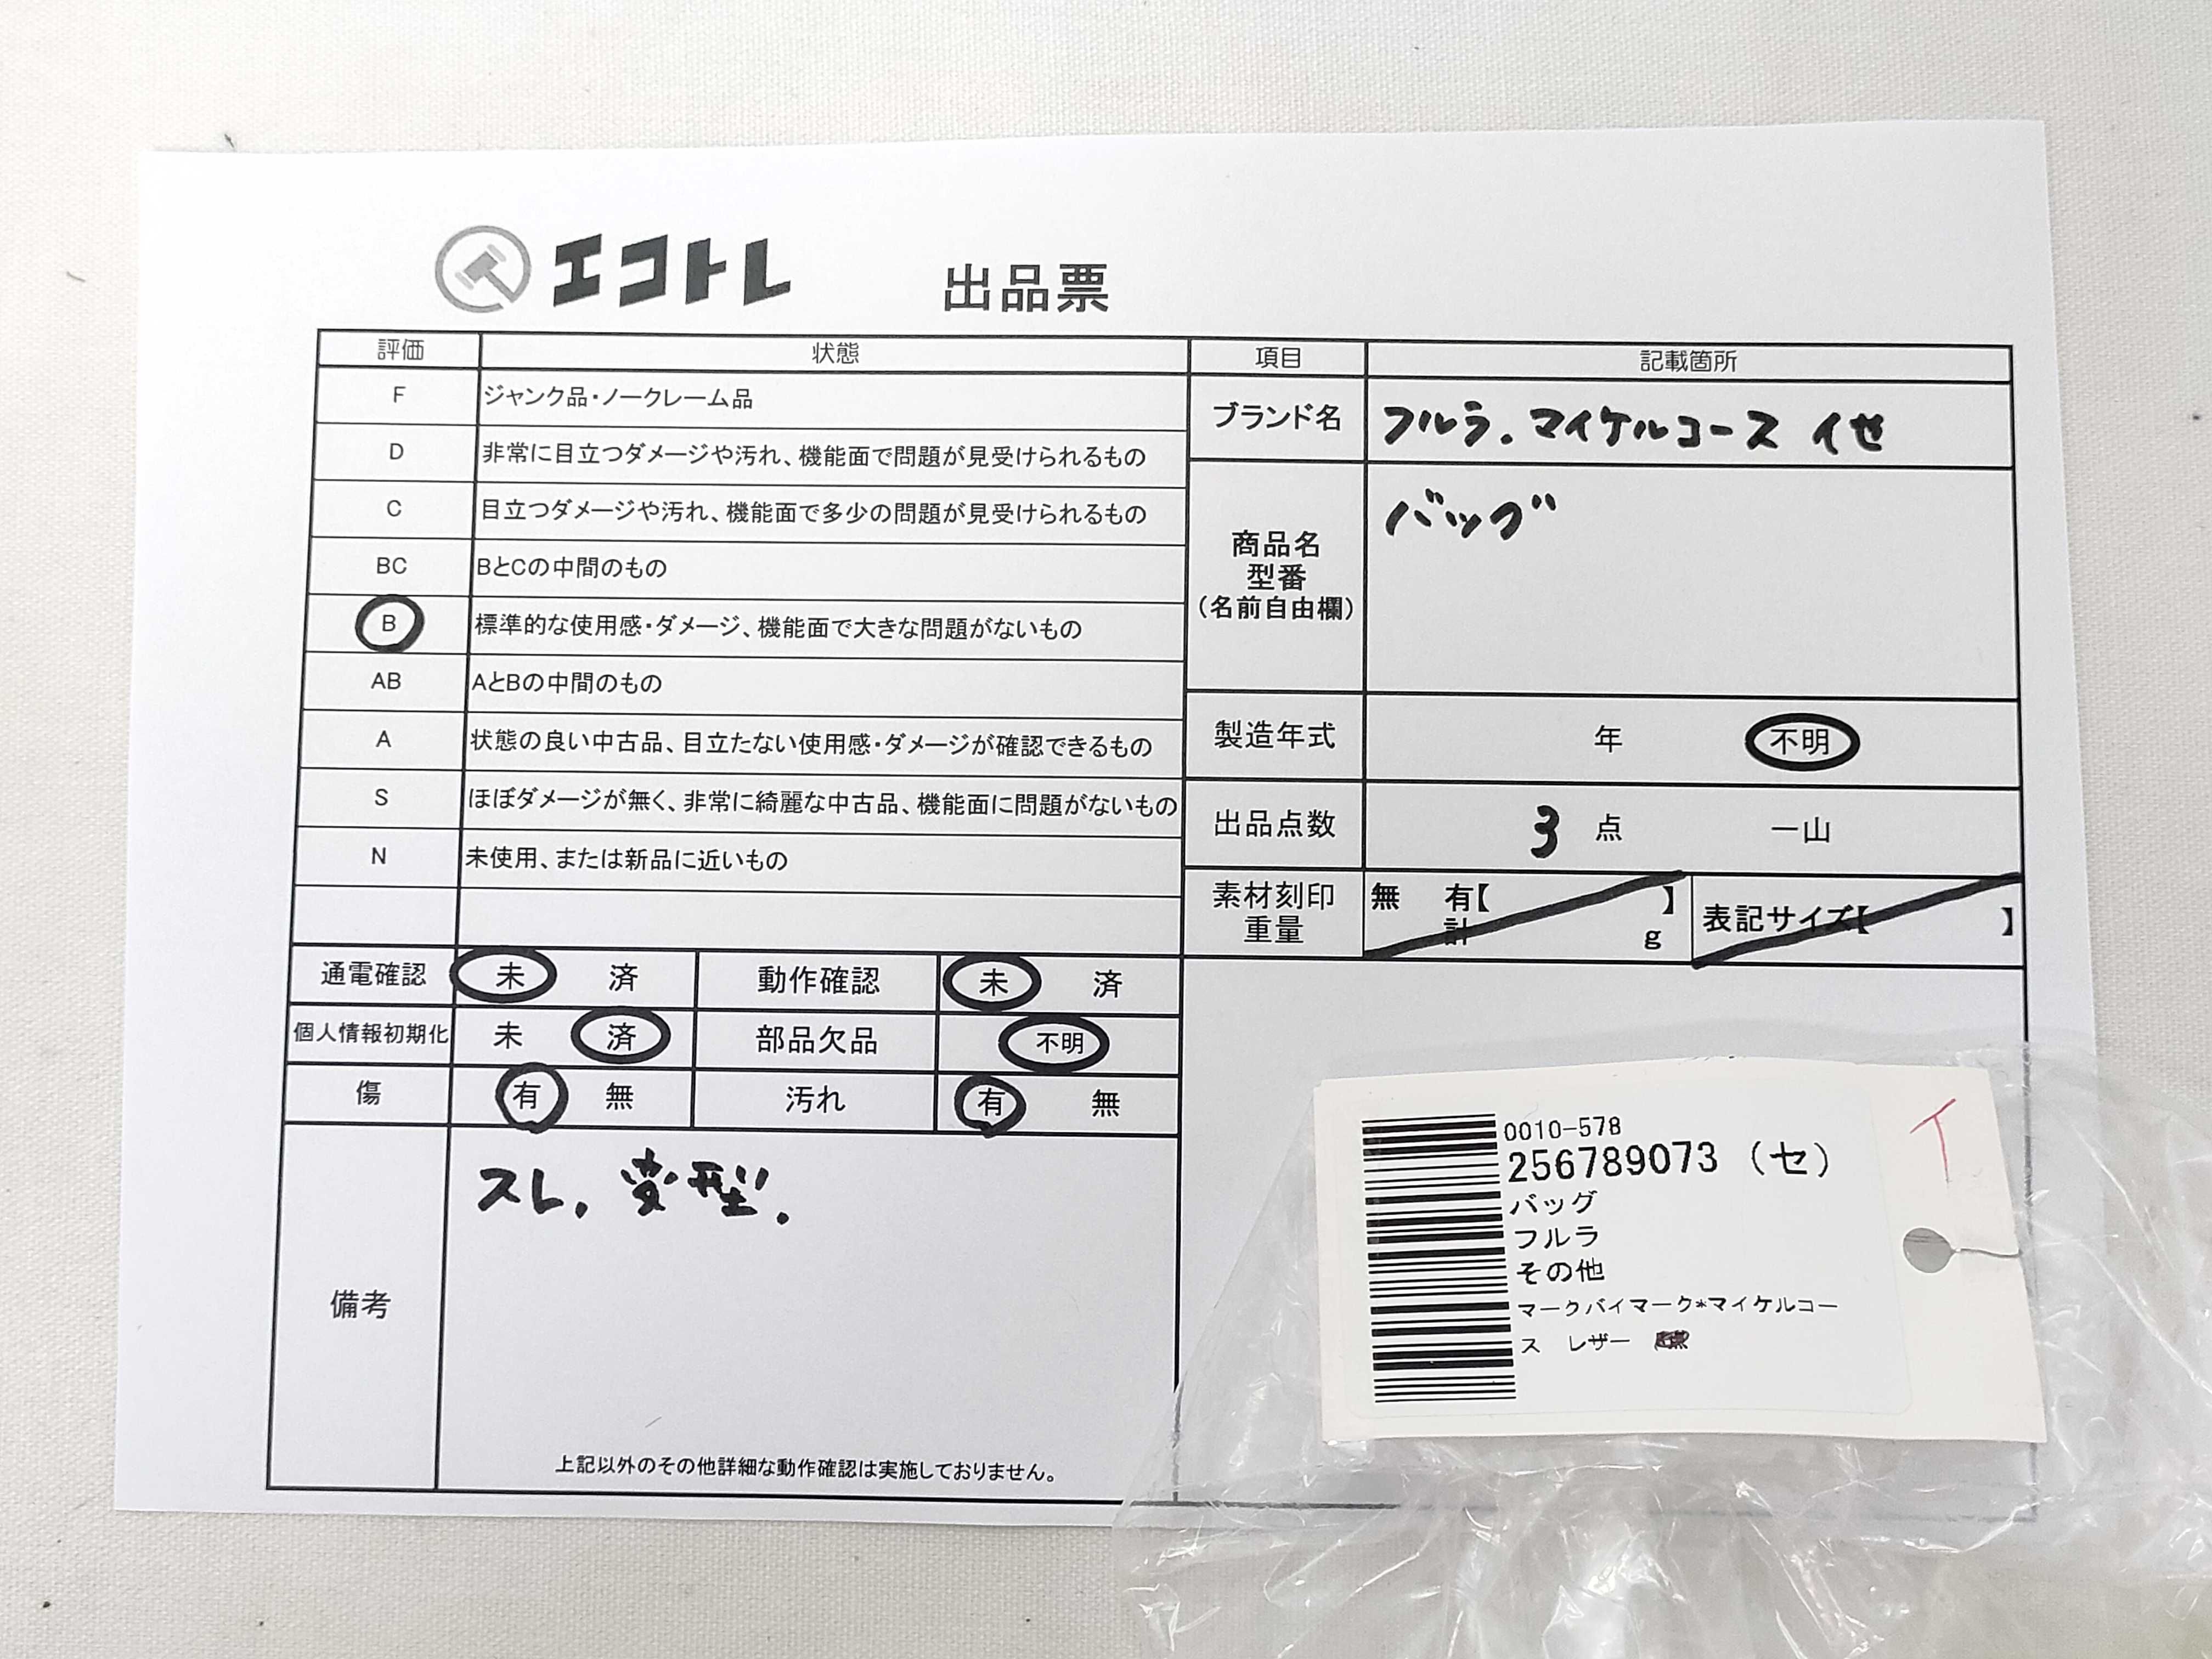 エコトレ 出品票
評価 状態
F ジャンク品・ノークレーム品
D 非常に目立つダメージや汚れ、機能面で問題が見受けられるもの
C 目立つダメージや汚れ、機能面で多少の問題が見受けられるもの
BC BとCの中間のもの
B 標準的な使用感・ダメージ、機能面で大きな問題がないもの
AB AとBの中間のもの
A 状態の良い中古品、目立たない使用感・ダメージが確認できるもの
S ほぼダメージが無く、非常に綺麗な中古品、機能面に問題がないもの
N 未使用、または新品に近いもの
通電確認 未 済 動作確認 未 済
個人情報初期化 未 済 部品欠品 不明
傷 有 無 汚れ 有 無
備考
スレ、変型.
上記以外のその他詳細な動作確認は実施しておりません。
項目 記載箇所
ブランド名 フルラ.マイケルコース イせ
商品名
型番
(名前自由欄)
バッグ
製造年式 年 不明
出品点数 3 点 一山
素材刻印
重量
無 有【 】
計 g
表記サイズ【 】
0010-578
256789073 (セ)
バッグ
フルラ
その他
マークバイマーク*マイケルコー
ス レザー
イ